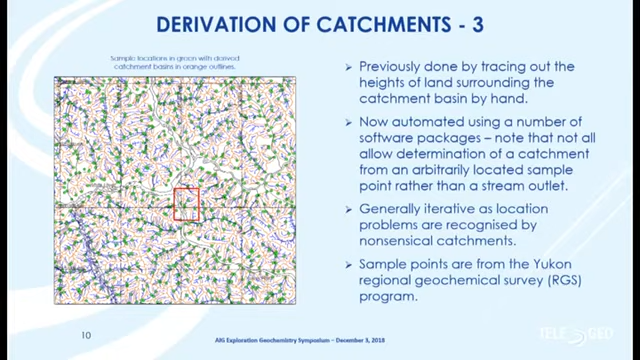 DERIVATION OF CATCHMENTS - 3
Sample locations in green with derived
catchment basins in orange outlines.
➢ Previously done by tracing out the
heights of land surrounding the
catchment basin by hand.
➢ Now automated using a number of
software packages – note that not all
allow determination of a catchment
from an arbitrarily located sample
point rather than a stream outlet.
➢ Generally iterative as location
problems are recognised by
nonsensical catchments.
➢ Sample points are from the Yukon
regional geochemical survey (RGS)
program.
10
AIG Exploration Geochemistry Symposium – December 3, 2018